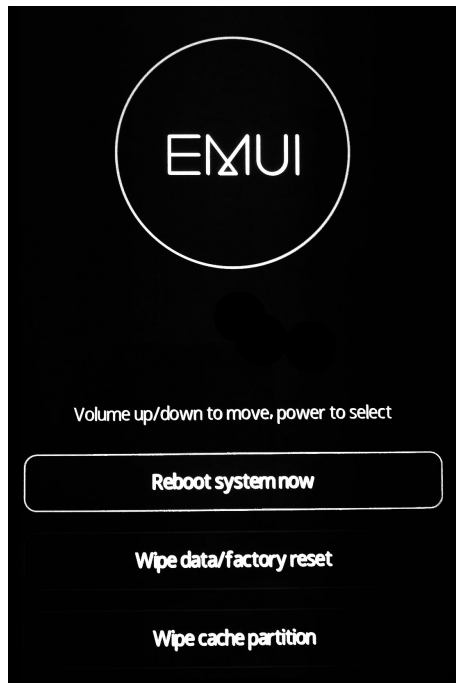 EMUI
Volume up/down to move, power to select
Reboot system now
Wipe data/factory reset
Wipe cache partition